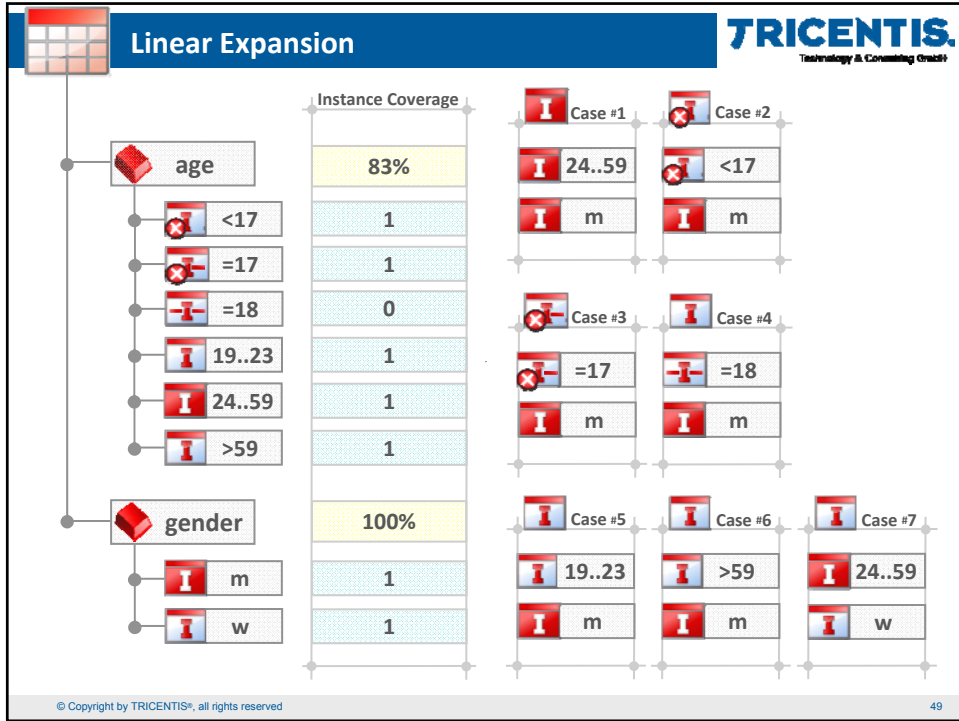 Linear Expansion
TRICENTIS.
Technology & Consulting GmbH
Instance Coverage
age
83%
<17
1
=17
1
=18
0
19..23
1
24..59
1
>59
1
gender
100%
m
1
w
1
Case #1
24..59
m
Case #2
<17
m
Case #3
=17
m
Case #4
=18
m
Case #5
19..23
m
Case #6
>59
m
Case #7
24..59
w
© Copyright by TRICENTIS®, all rights reserved
49